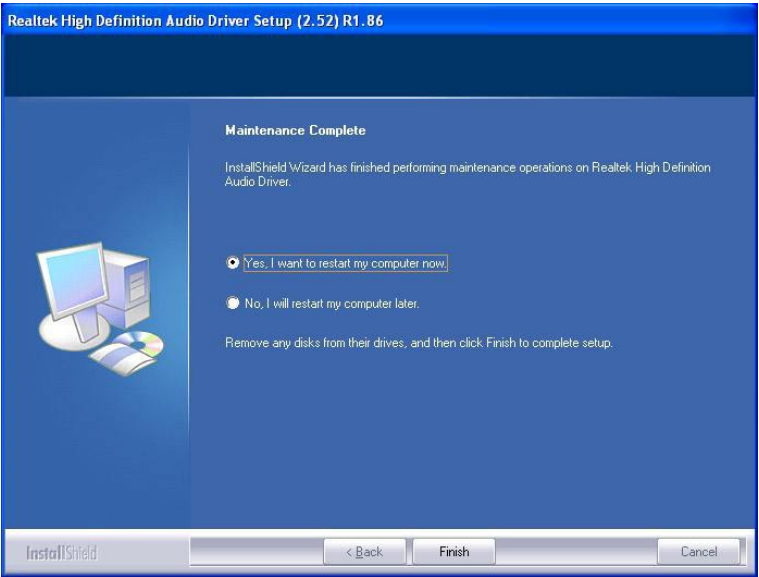 Realtek High Definition Audio Driver Setup (2.52) R1.86
Maintenance Complete
InstallShield Wizard has finished performing maintenance operations on Realtek High Definition
Audio Driver.
Yes, I want to restart my computer now.
No, I will restart my computer later.
Remove any disks from their drives, and then click Finish to complete setup.
InstallShield
< Back
Finish
Cancel